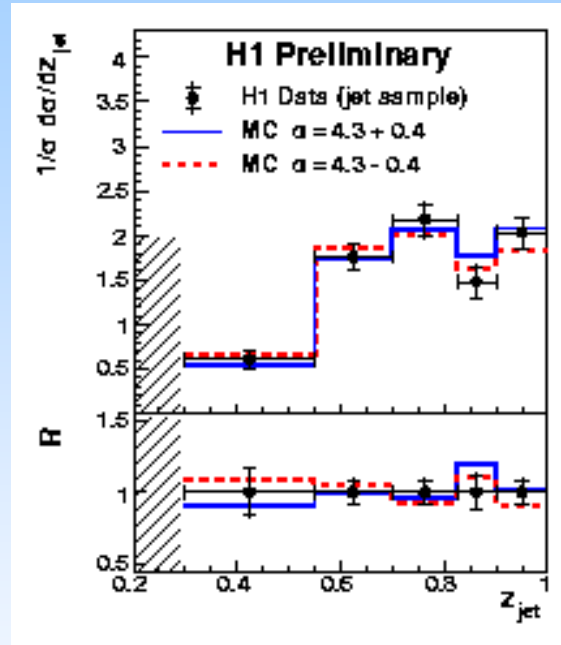 1/σ dσ/dz_jet
H1 Preliminary
H1 Data (jet sample)
MC α = 4.3 + 0.4
MC α = 4.3 - 0.4
4
3.5
3
2.5
2
1.5
1
0.5
R
1.5
1
0.5
0.2 0.4 0.6 0.8 1
z_jet